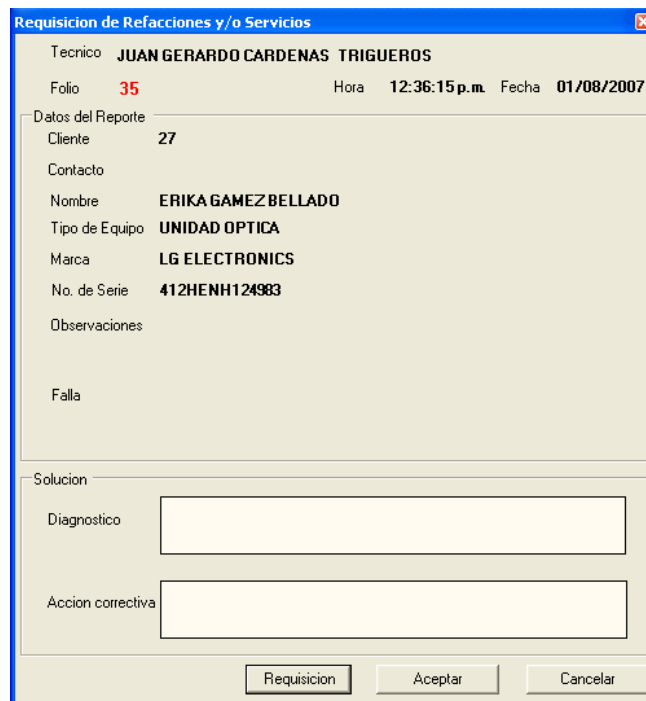 Requisicion de Refacciones y/o Servicios
Tecnico JUAN GERARDO CARDENAS TRIGUEROS
Folio 35 Hora 12:36:15 p.m. Fecha 01/08/2007
Datos del Reporte
Cliente 27
Contacto
Nombre ERIKA GAMEZ BELLADO
Tipo de Equipo UNIDAD OPTICA
Marca LG ELECTRONICS
No. de Serie 412HENH124983
Observaciones
Falla
Solucion
Diagnostico
Accion correctiva
Requisicion Aceptar Cancelar